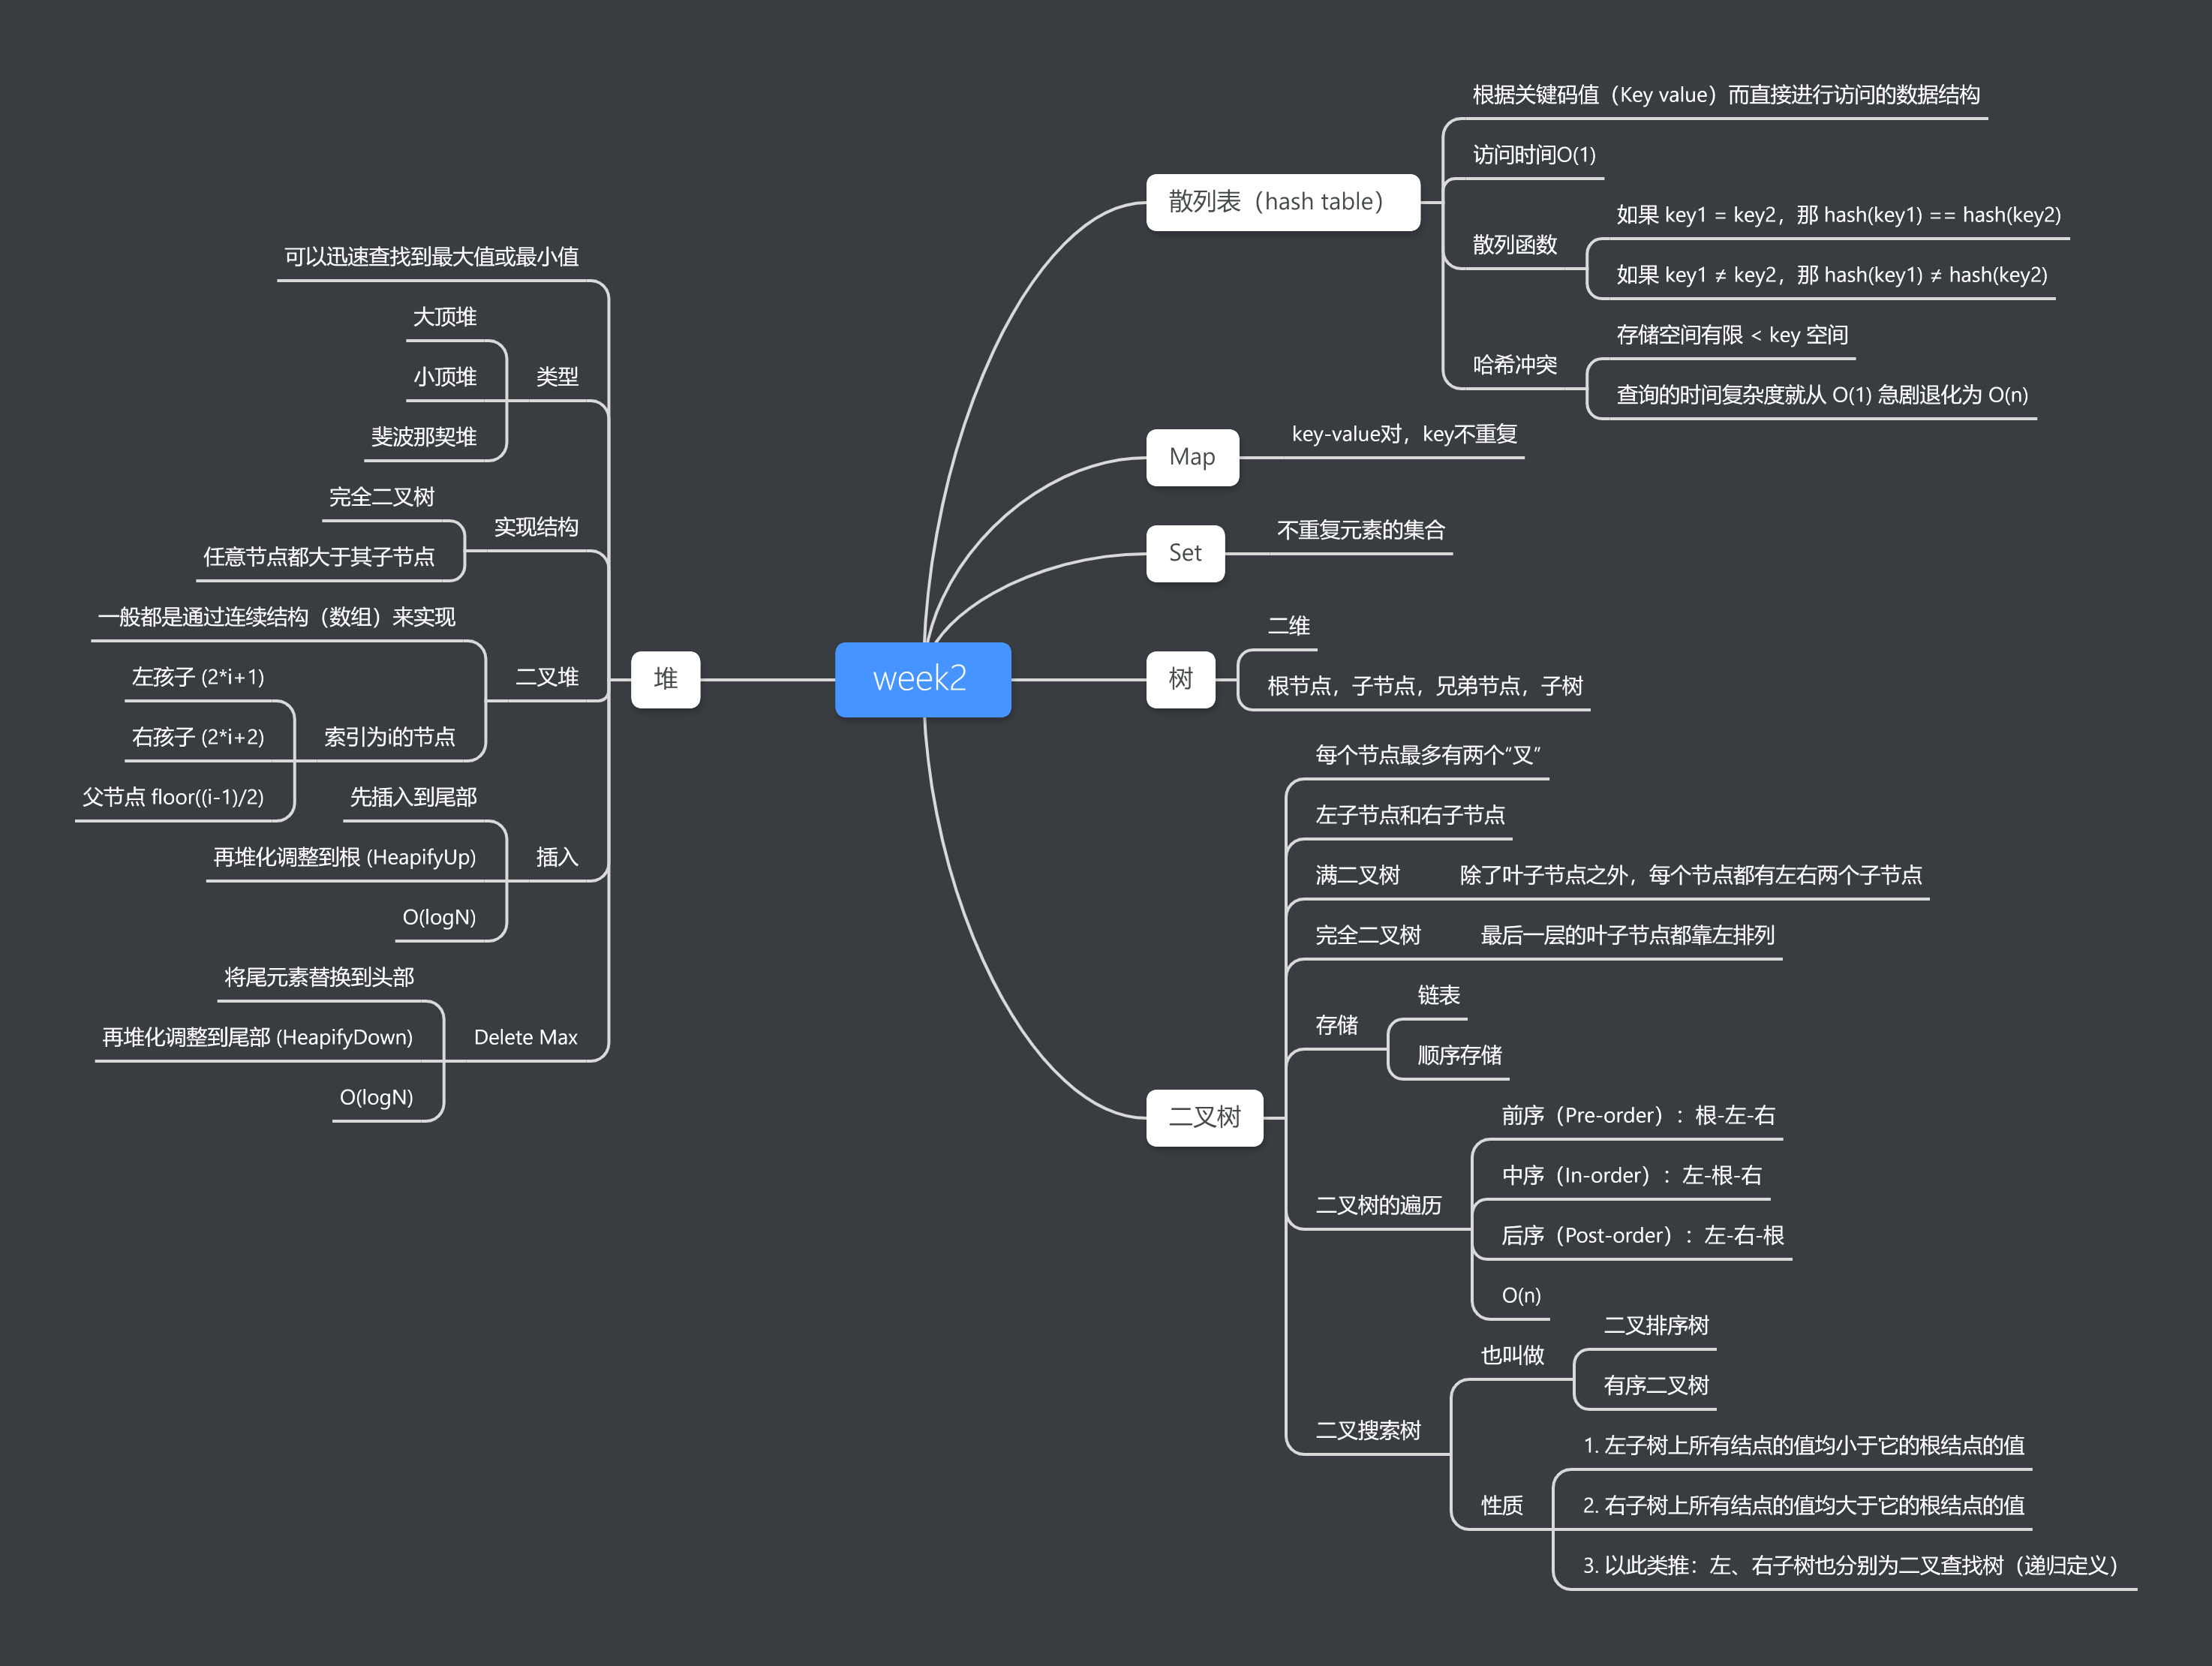 week2
散列表（hash table）
根据关键码值（Key value）而直接进行访问的数据结构
访问时间O(1)
散列函数
如果 key1 = key2，那 hash(key1) == hash(key2)
如果 key1 ≠ key2，那 hash(key1) ≠ hash(key2)
哈希冲突
存储空间有限 < key 空间
查询的时间复杂度就从 O(1) 急剧退化为 O(n)
Map
key-value对，key不重复
Set
不重复元素的集合
树
二维
根节点，子节点，兄弟节点，子树
二叉树
每个节点最多有两个“叉”
左子节点和右子节点
满二叉树
除了叶子节点之外，每个节点都有左右两个子节点
完全二叉树
最后一层的叶子节点都靠左排列
存储
链表
顺序存储
二叉树的遍历
前序（Pre-order）：根-左-右
中序（In-order）：左-根-右
后序（Post-order）：左-右-根
O(n)
二叉搜索树
也叫做
二叉排序树
有序二叉树
性质
1. 左子树上所有结点的值均小于它的根结点的值
2. 右子树上所有结点的值均大于它的根结点的值
3. 以此类推：左、右子树也分别为二叉查找树（递归定义）
堆
可以迅速查找到最大值或最小值
类型
大顶堆
小顶堆
斐波那契堆
实现结构
完全二叉树
任意节点都大于其子节点
二叉堆
一般都是通过连续结构（数组）来实现
索引为i的节点
左孩子 (2*i+1)
右孩子 (2*i+2)
父节点 floor((i-1)/2)
插入
先插入到尾部
再堆化调整到根 (HeapifyUp)
O(logN)
Delete Max
将尾元素替换到头部
再堆化调整到尾部 (HeapifyDown)
O(logN)